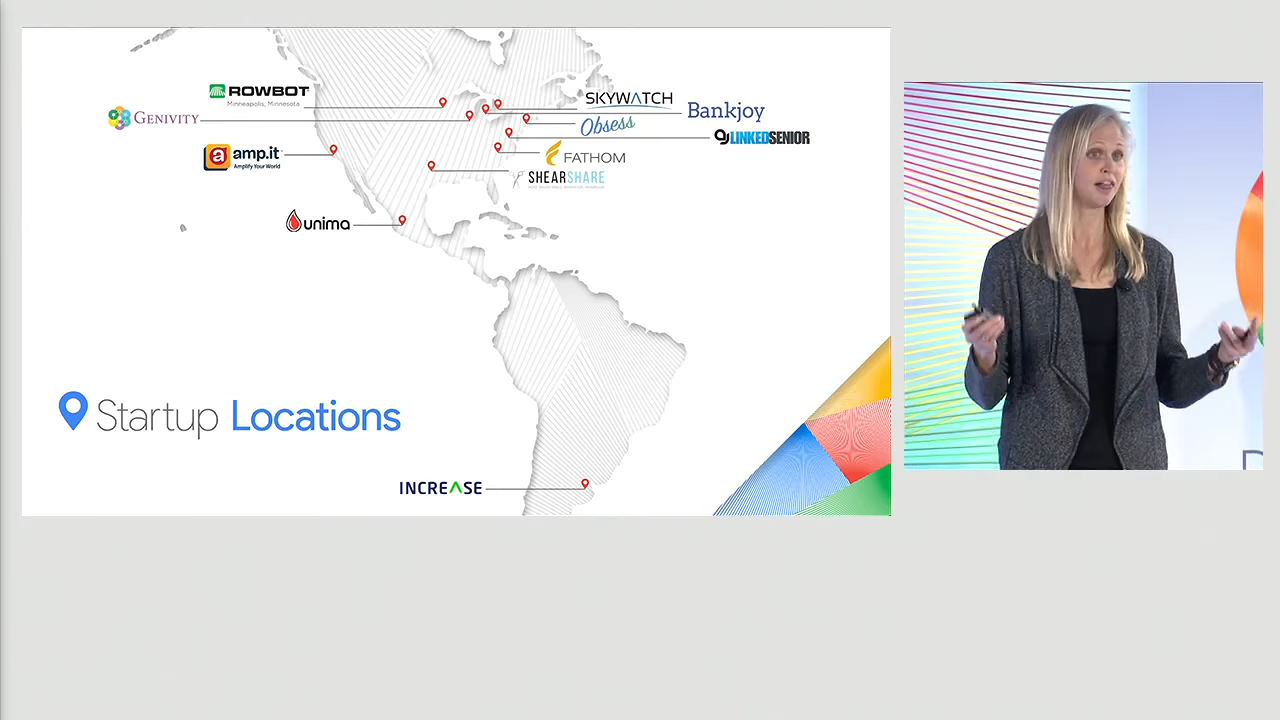 ROWBOT
Minneapolis, Minnesota
GENIVITY
a amp.it
Amplify Your World
unima
SKYWATCH
Bankjoy
Obsess
LINKEDSENIOR
FATHOM
SHEARSHARE
Startup Locations
INCREASE